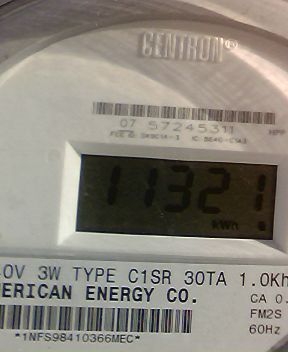 CENTRON®
07 57245311
11321
kWh
0V 3W TYPE C1SR 30TA 1.0Kh
ERICAN ENERGY CO.
CA 0.
FM2S
60Hz
*1NFS98410366MEC*